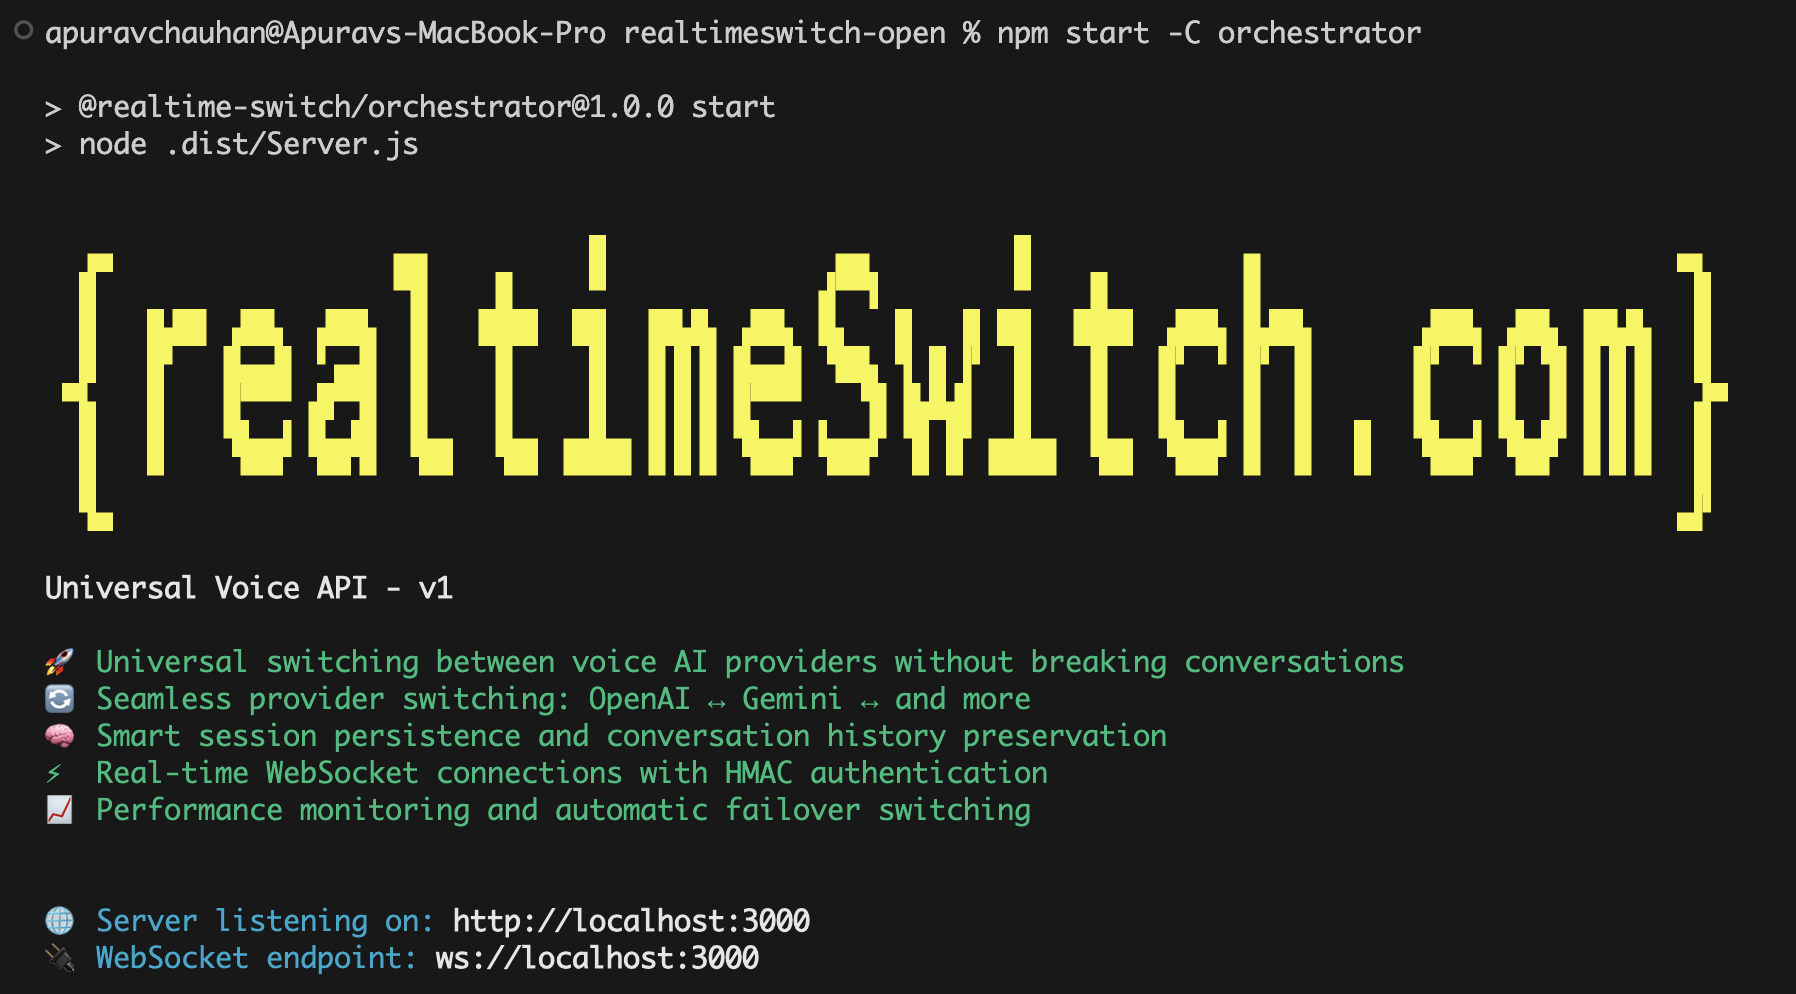 apuravchauhan@Apuravs-MacBook-Pro realtimeswitch-open % npm start -C orchestrator
> @realtime-switch/orchestrator@1.0.0 start
> node .dist/Server.js
{realtimeSwitch.com}
Universal Voice API - v1
🚀 Universal switching between voice AI providers without breaking conversations
🔄 Seamless provider switching: OpenAI ↔ Gemini ↔ and more
🧠 Smart session persistence and conversation history preservation
⚡ Real-time WebSocket connections with HMAC authentication
📈 Performance monitoring and automatic failover switching
🌐 Server listening on: http://localhost:3000
🔌 WebSocket endpoint: ws://localhost:3000